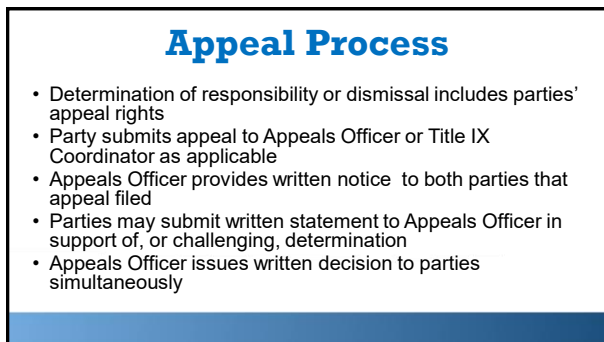 Appeal Process
• Determination of responsibility or dismissal includes parties'
appeal rights
• Party submits appeal to Appeals Officer or Title IX
Coordinator as applicable
• Appeals Officer provides written notice  to both parties that
appeal filed
• Parties may submit written statement to Appeals Officer in
support of, or challenging, determination
• Appeals Officer issues written decision to parties
simultaneously